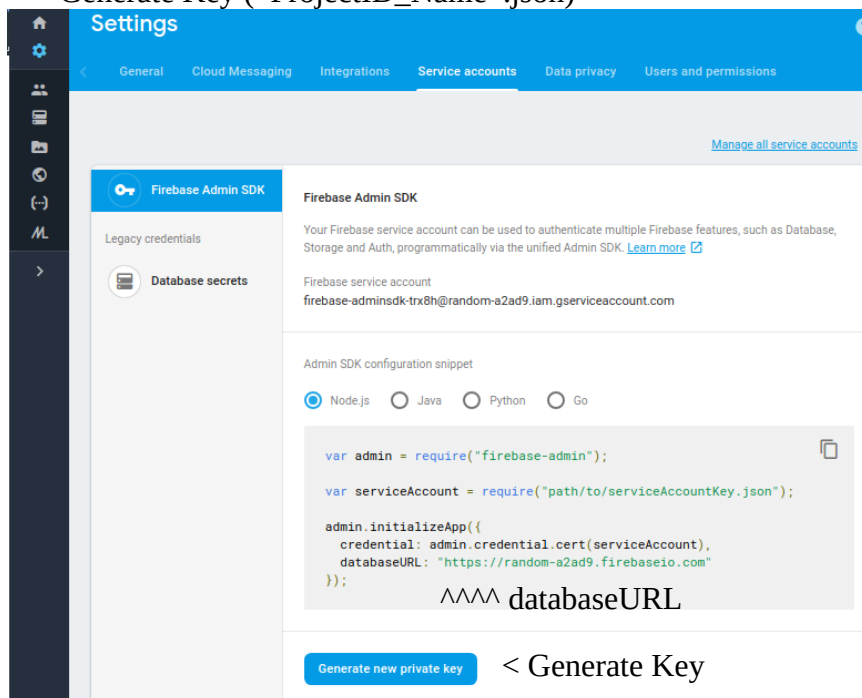 Generate Key ("ProjectID_Name".json)
Settings
General Cloud Messaging Integrations Service accounts Data privacy Users and permissions
Manage all service accounts
Firebase Admin SDK
Legacy credentials
Database secrets
Firebase Admin SDK
Your Firebase service account can be used to authenticate multiple Firebase features, such as Database,
Storage and Auth, programmatically via the unified Admin SDK. Learn more
Firebase service account
firebase-adminsdk-trx8h@random-a2ad9.iam.gserviceaccount.com
Admin SDK configuration snippet
Node.js Java Python Go
var admin = require("firebase-admin");
var serviceAccount = require("path/to/serviceAccountKey.json");
admin.initializeApp({
credential: admin.credential.cert(serviceAccount),
databaseURL: "https://random-a2ad9.firebaseio.com"
});
^^^^ databaseURL
Generate new private key < Generate Key